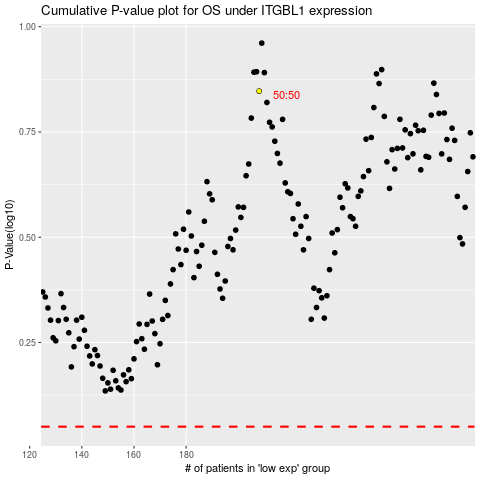 Cumulative P-value plot for OS under ITGBL1 expression
1.00
0.75
0.50
0.25
P-Value(log10)
50:50
120 140 160 180
# of patients in 'low exp' group